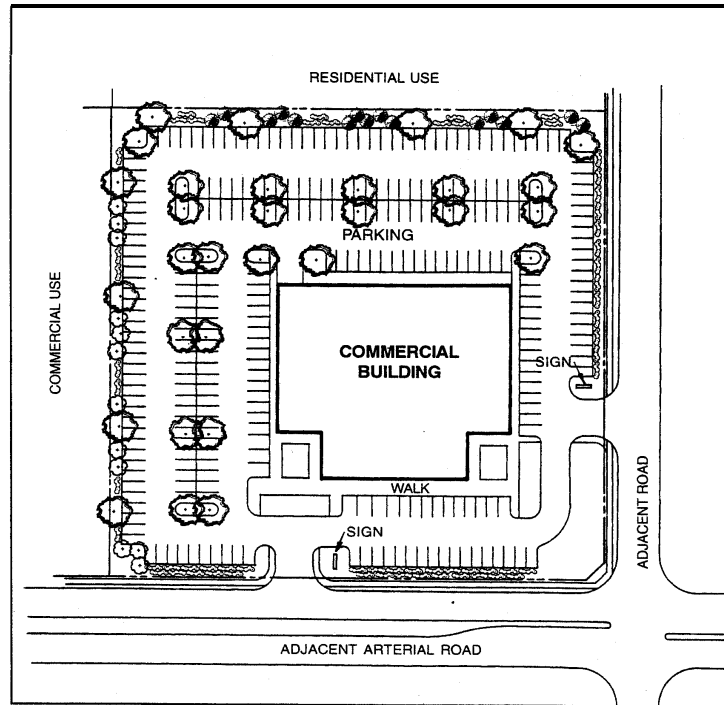 RESIDENTIAL USE
PARKING
COMMERCIAL USE
COMMERCIAL
BUILDING
SIGN
WALK
SIGN
ADJACENT ROAD
ADJACENT ARTERIAL ROAD